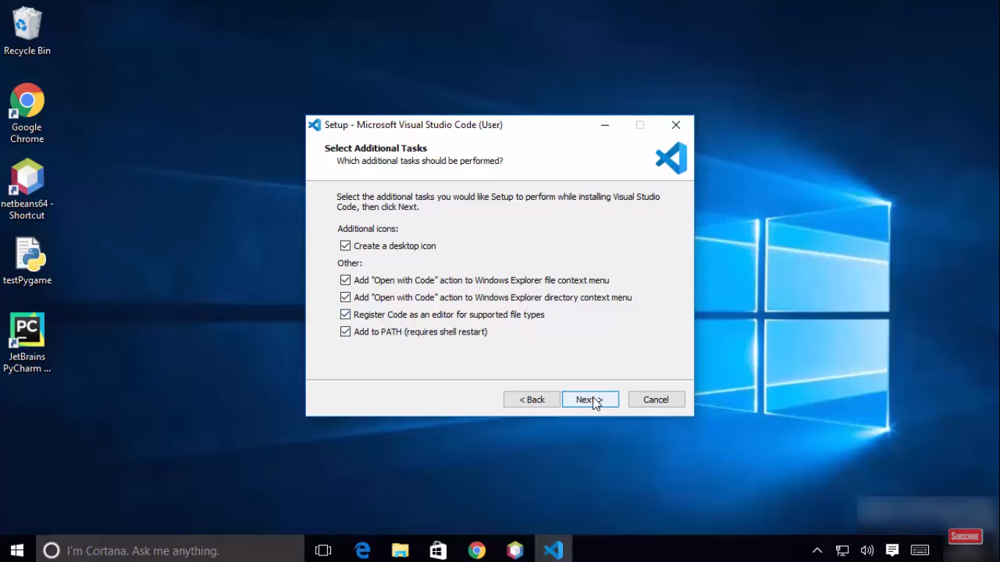 Recycle Bin
Google
Chrome
netbeans64 -
Shortcut
testPygame
PC
JetBrains
PyCharm ...
Setup - Microsoft Visual Studio Code (User)
Select Additional Tasks
Which additional tasks should be performed?
Select the additional tasks you would like Setup to perform while installing Visual Studio
Code, then click Next.
Additional icons:
Create a desktop icon
Other:
Add "Open with Code" action to Windows Explorer file context menu
Add "Open with Code" action to Windows Explorer directory context menu
Register Code as an editor for supported file types
Add to PATH (requires shell restart)
< Back
Next >
Cancel
I'm Cortana. Ask me anything.
SUBSCRIBE